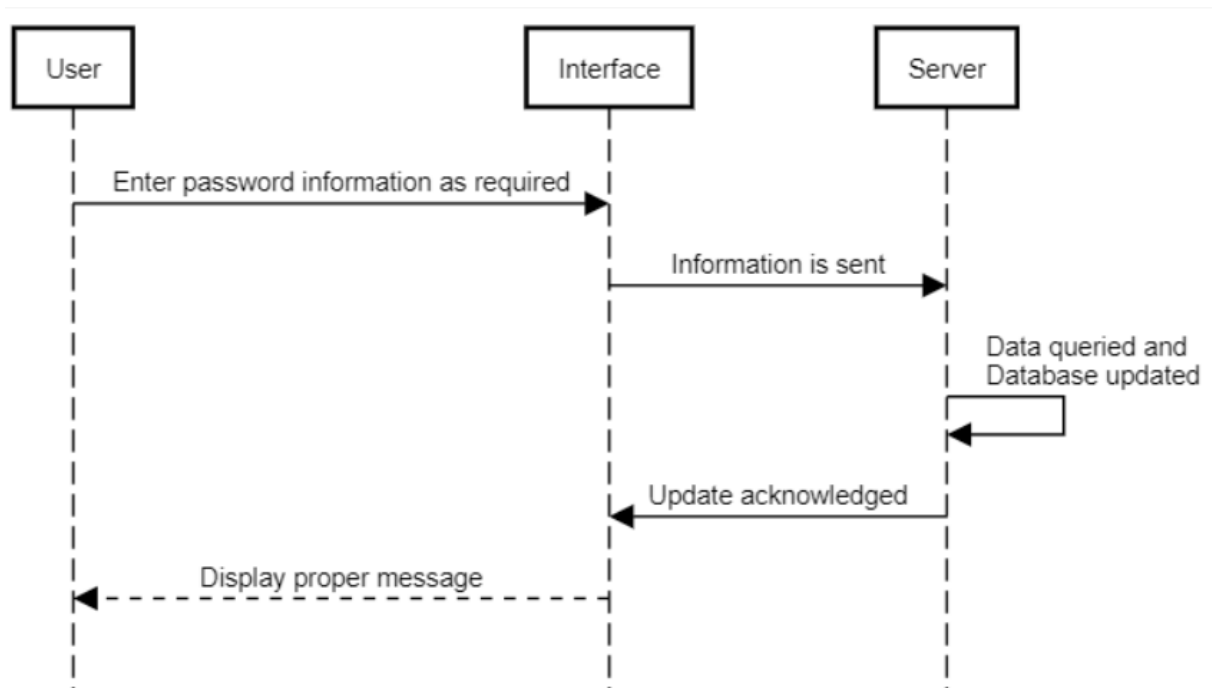 User
Interface
Server
Enter password information as required
Information is sent
Data queried and
Database updated
Update acknowledged
Display proper message